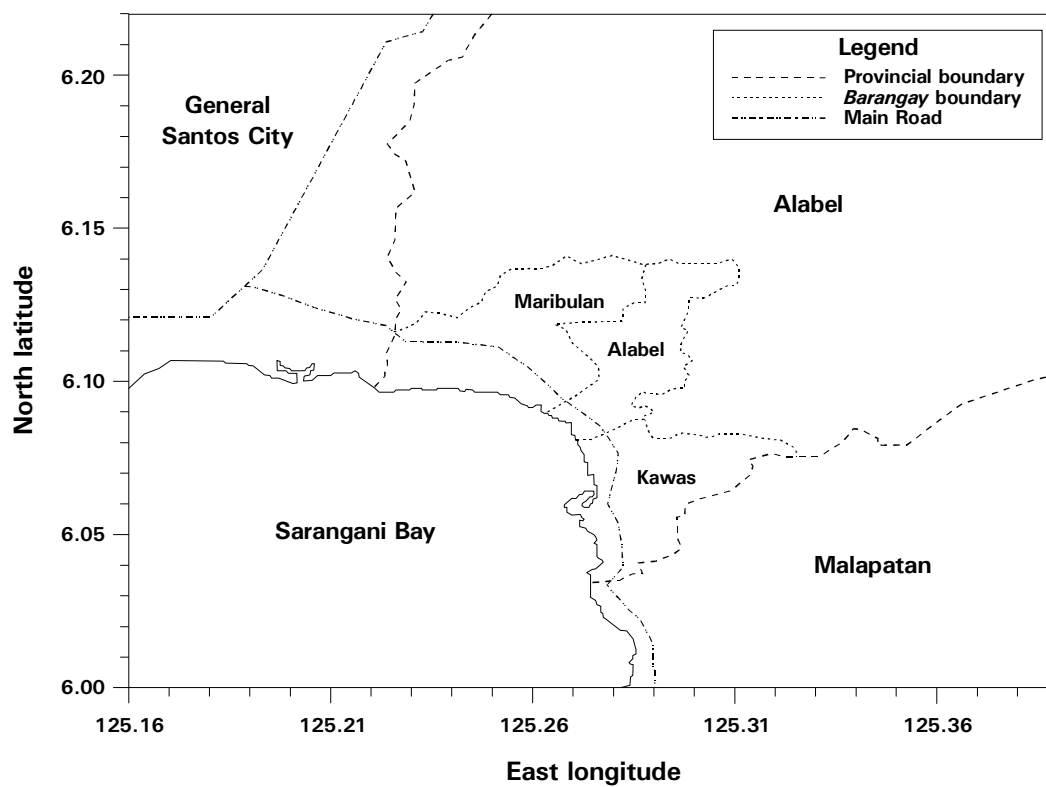 Legend
Provincial boundary
Barangay boundary
Main Road
General
Santos City
Alabel
Maribulan
Alabel
Kawas
Sarangani Bay
Malapatan
North latitude
6.20
6.15
6.10
6.05
6.00
125.16
125.21
125.26
125.31
125.36
East longitude